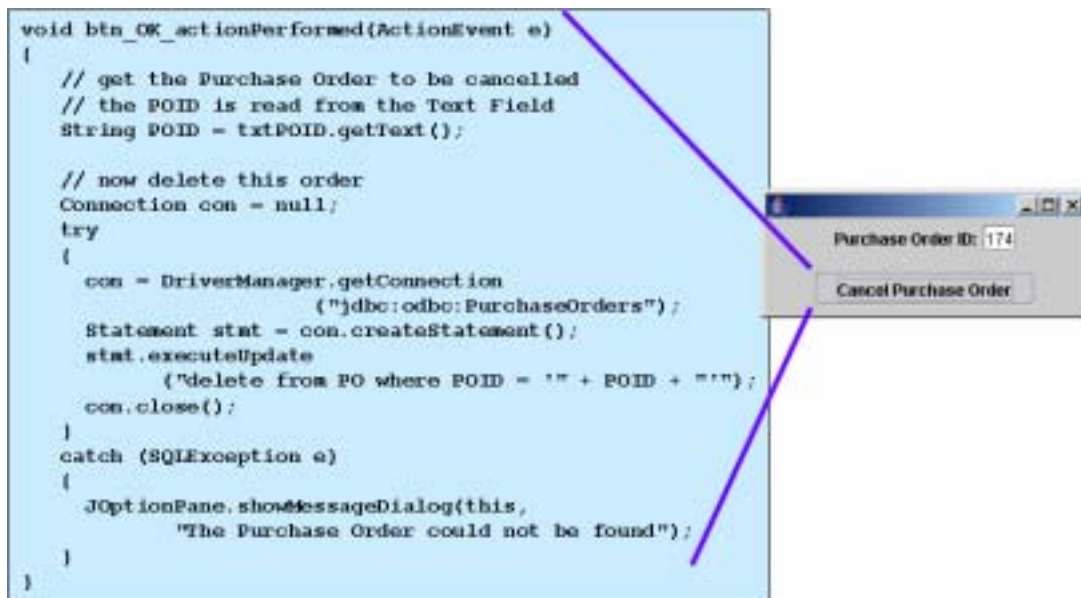 void btn_OK_actionPerformed(ActionEvent e)
{
// get the Purchase Order to be cancelled
// the POID is read from the Text Field
String POID = txtPOID.getText();
// now delete this order
Connection con = null;
try
{
con = DriverManager.getConnection
("jdbc:odbc:PurchaseOrders");
Statement stmt = con.createStatement();
stmt.executeUpdate
("delete from PO where POID = '" + POID + "'");
con.close();
}
catch (SQLException e)
{
JOptionPane.showMessageDialog(this,
"The Purchase Order could not be found");
}
}
Purchase Order ID: 174
Cancel Purchase Order